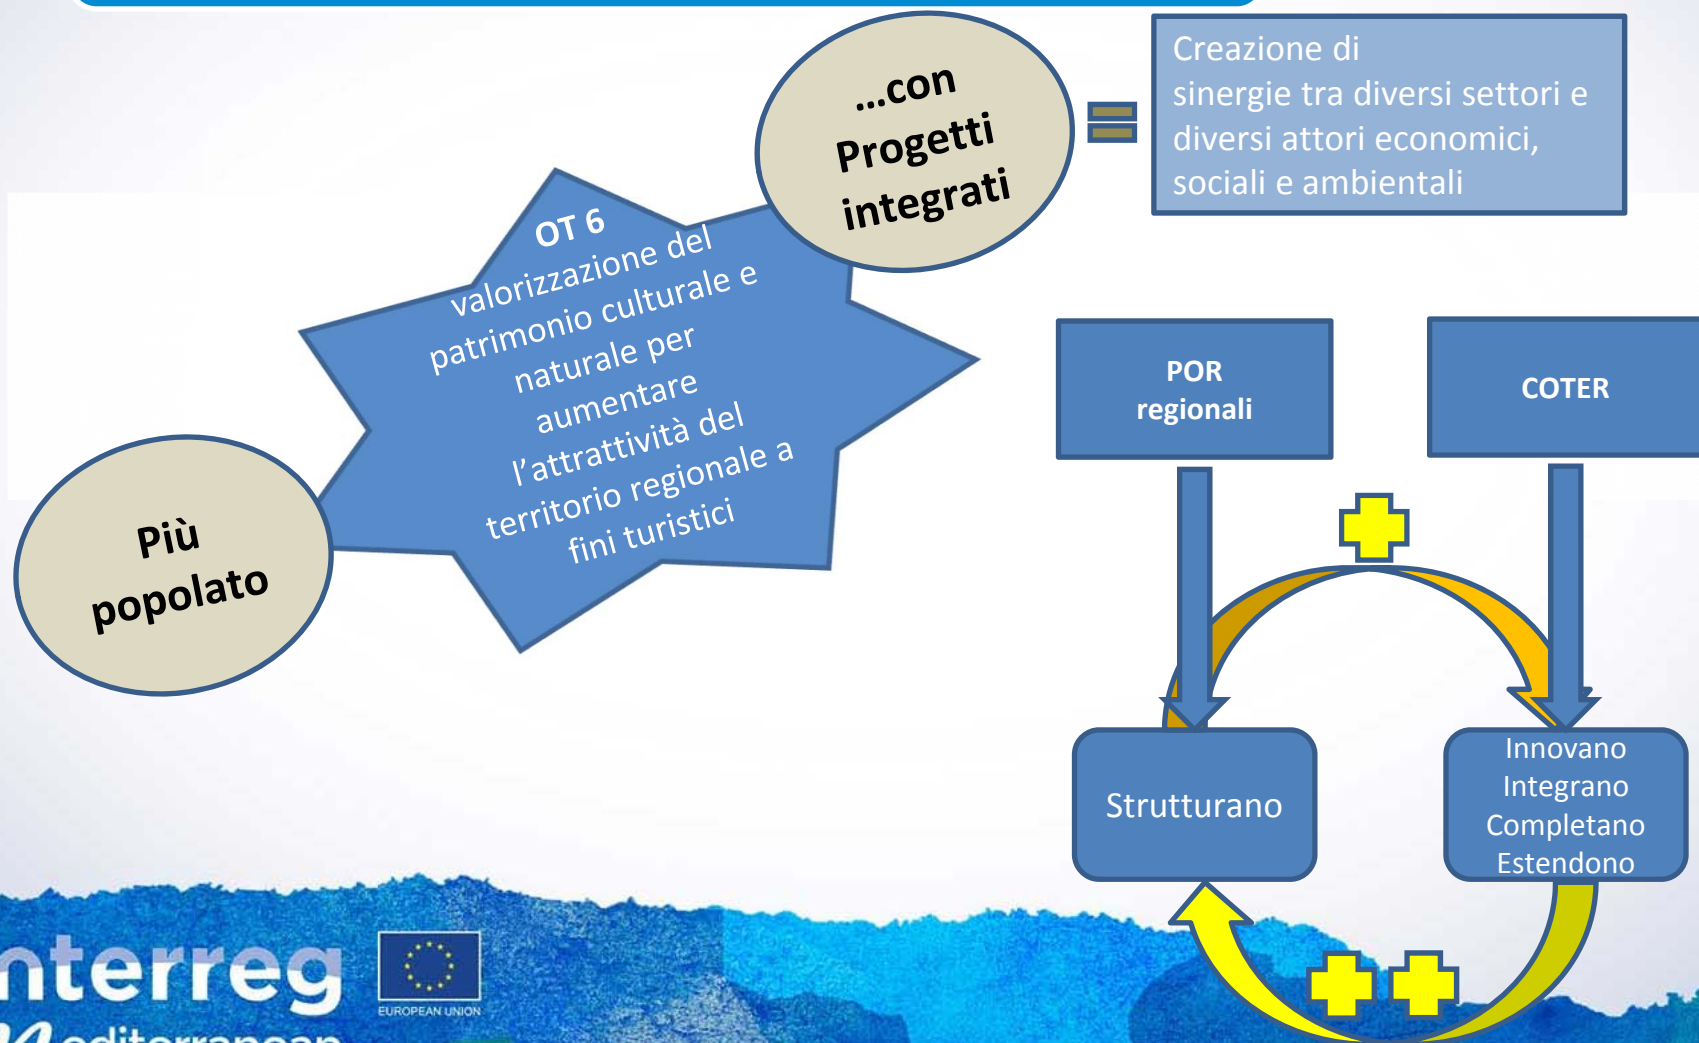 ...con
Progetti
integrati
Creazione di
sinergie tra diversi settori e
diversi attori economici,
sociali e ambientali
OT 6
valorizzazione del
patrimonio culturale e
naturale per
aumentare
l'attrattività del
territorio regionale a
fini turistici
Più
popolato
POR
regionali
COTER
Strutturano
Innovano
Integrano
Completano
Estendono
nterreg
EUROPEAN UNION
Mediterranean